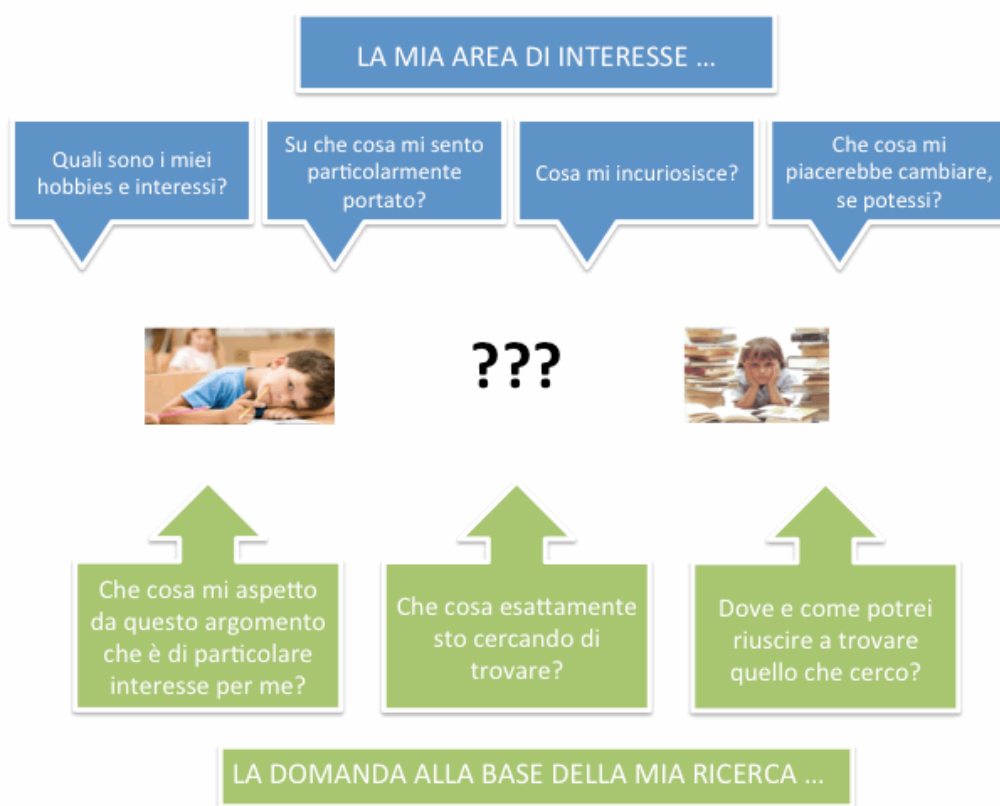 LA MIA AREA DI INTERESSE ...
Quali sono i miei
hobbies e interessi?
Su che cosa mi sento
particolarmente
portato?
Cosa mi incuriosisce?
Che cosa mi
piacerebbe cambiare,
se potessi?
???
Che cosa mi aspetto
da questo argomento
che è di particolare
interesse per me?
Che cosa esattamente
sto cercando di
trovare?
Dove e come potrei
riuscire a trovare
quello che cerco?
LA DOMANDA ALLA BASE DELLA MIA RICERCA ...